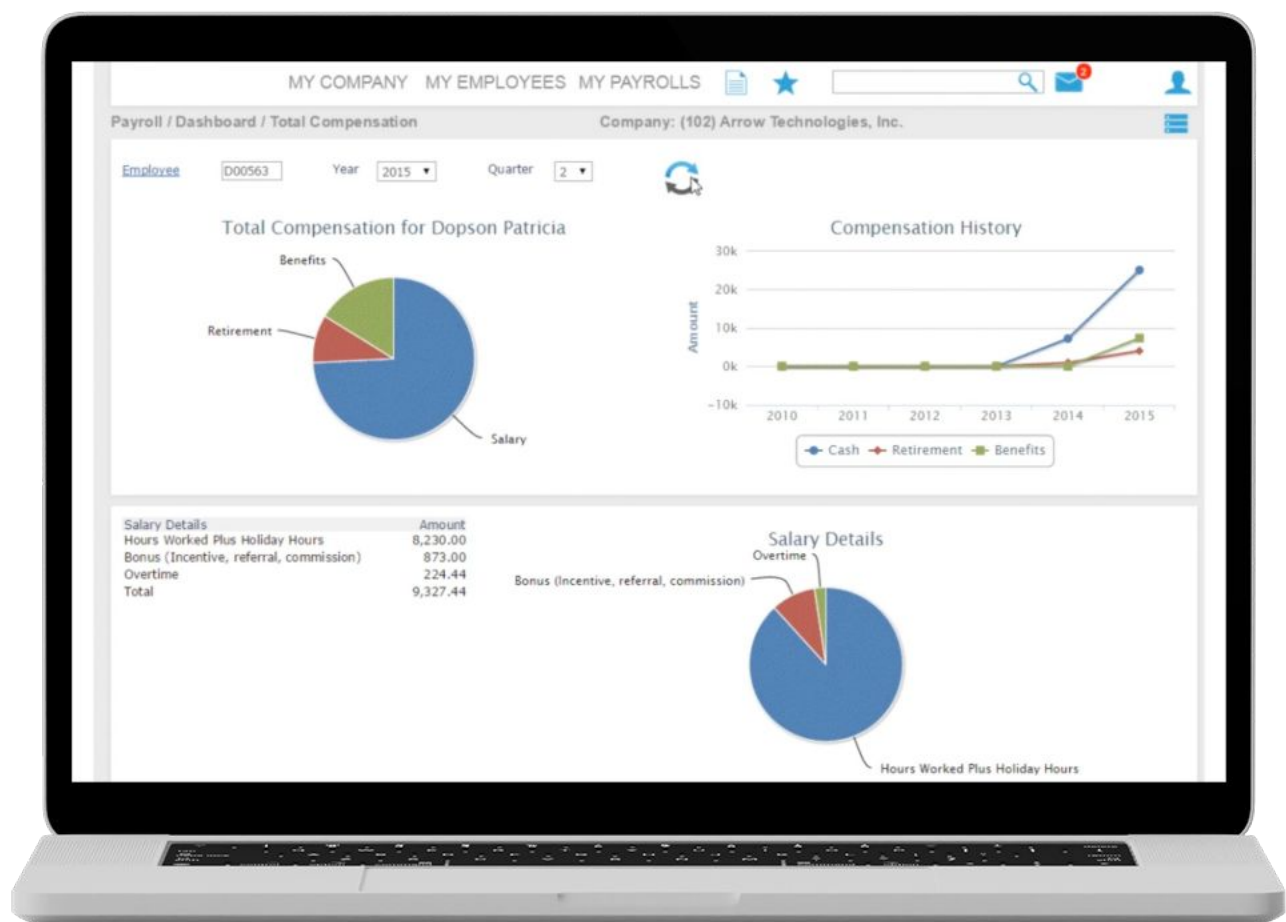 MY COMPANY MY EMPLOYEES MY PAYROLLS
2
Payroll / Dashboard / Total Compensation Company: (102) Arrow Technologies, Inc.
Employee D00563 Year 2015 Quarter 2
Total Compensation for Dopson Patricia
Benefits
Retirement
Salary
Compensation History
Amount
30k
20k
10k
0k
-10k
2010 2011 2012 2013 2014 2015
Cash Retirement Benefits
Salary Details Amount
Hours Worked Plus Holiday Hours 8,230.00
Bonus (Incentive, referral, commission) 873.00
Overtime 224.44
Total 9,327.44
Salary Details
Overtime
Bonus (Incentive, referral, commission)
Hours Worked Plus Holiday Hours